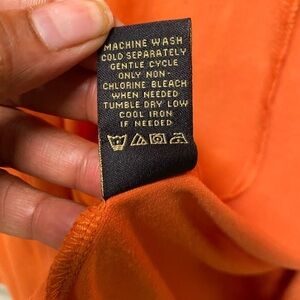 MACHINE WASH
COLD SEPARATELY
GENTLE CYCLE
ONLY NON-
CHLORINE BLEACH
WHEN NEEDED
TUMBLE DRY LOW
COOL IRON
IF NEEDED